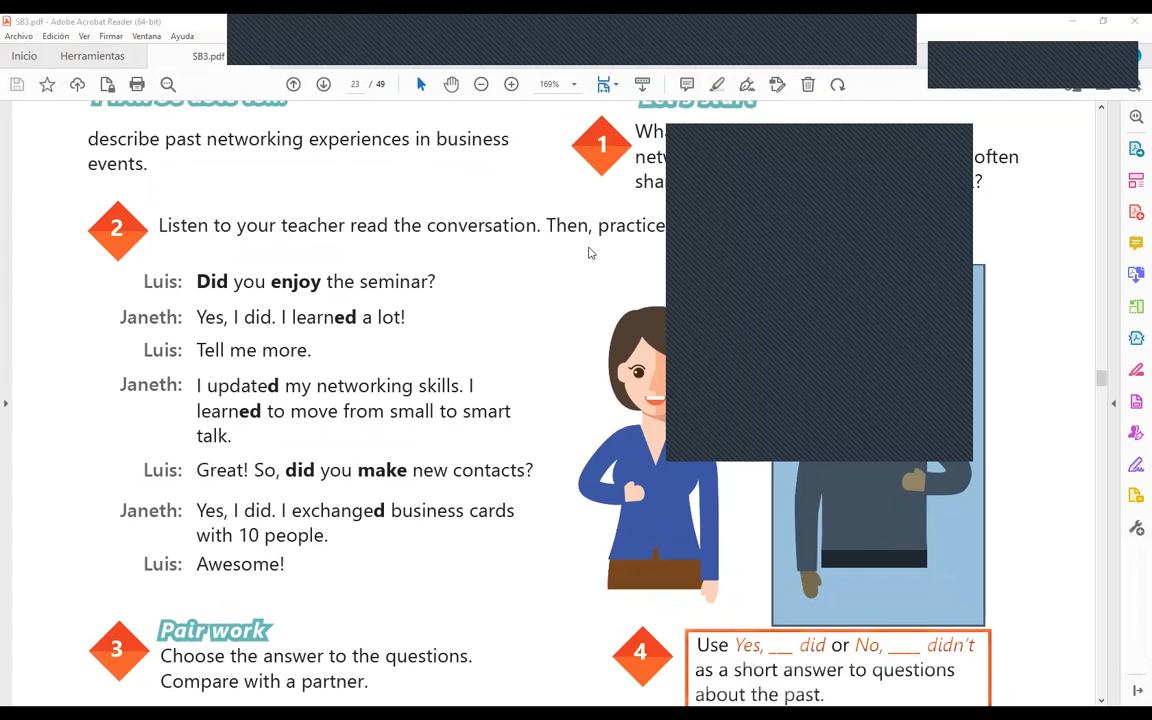 SB3.pdf - Adobe Acrobat Reader (64-bit)
Archivo Edición Ver Firmar Ventana Ayuda
Inicio Herramientas SB3.pdf
23 / 49 169%
describe past networking experiences in business
events.
1
often
?
2 Listen to your teacher read the conversation. Then, practice
Luis: Did you enjoy the seminar?
Janeth: Yes, I did. I learned a lot!
Luis: Tell me more.
Janeth: I updated my networking skills. I
learned to move from small to smart
talk.
Luis: Great! So, did you make new contacts?
Janeth: Yes, I did. I exchanged business cards
with 10 people.
Luis: Awesome!
3 Pair work
Choose the answer to the questions.
Compare with a partner.
4 Use Yes, ___ did or No, ____ didn't
as a short answer to questions
about the past.